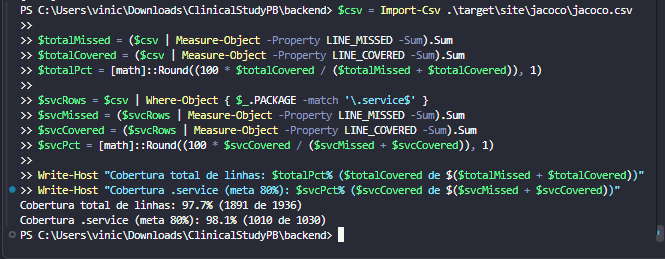 PS C:\Users\vinic\Downloads\ClinicalStudyPB\backend> $csv = Import-Csv .\target\site\jacoco\jacoco.csv
>>
>> $totalMissed = ($csv | Measure-Object -Property LINE_MISSED -Sum).Sum
>> $totalCovered = ($csv | Measure-Object -Property LINE_COVERED -Sum).Sum
>> $totalPct = [math]::Round((100 * $totalCovered / ($totalMissed + $totalCovered)), 1)
>>
>> $svcRows = $csv | Where-Object { $_.PACKAGE -match '\.service$' }
>> $svcMissed = ($svcRows | Measure-Object -Property LINE_MISSED -Sum).Sum
>> $svcCovered = ($svcRows | Measure-Object -Property LINE_COVERED -Sum).Sum
>> $svcPct = [math]::Round((100 * $svcCovered / ($svcMissed + $svcCovered)), 1)
>>
>> Write-Host "Cobertura total de linhas: $totalPct% ($totalCovered de $($totalMissed + $totalCovered))"
>> Write-Host "Cobertura .service (meta 80%): $svcPct% ($svcCovered de $($svcMissed + $svcCovered))"
Cobertura total de linhas: 97.7% (1891 de 1936)
Cobertura .service (meta 80%): 98.1% (1010 de 1030)
PS C:\Users\vinic\Downloads\ClinicalStudyPB\backend>